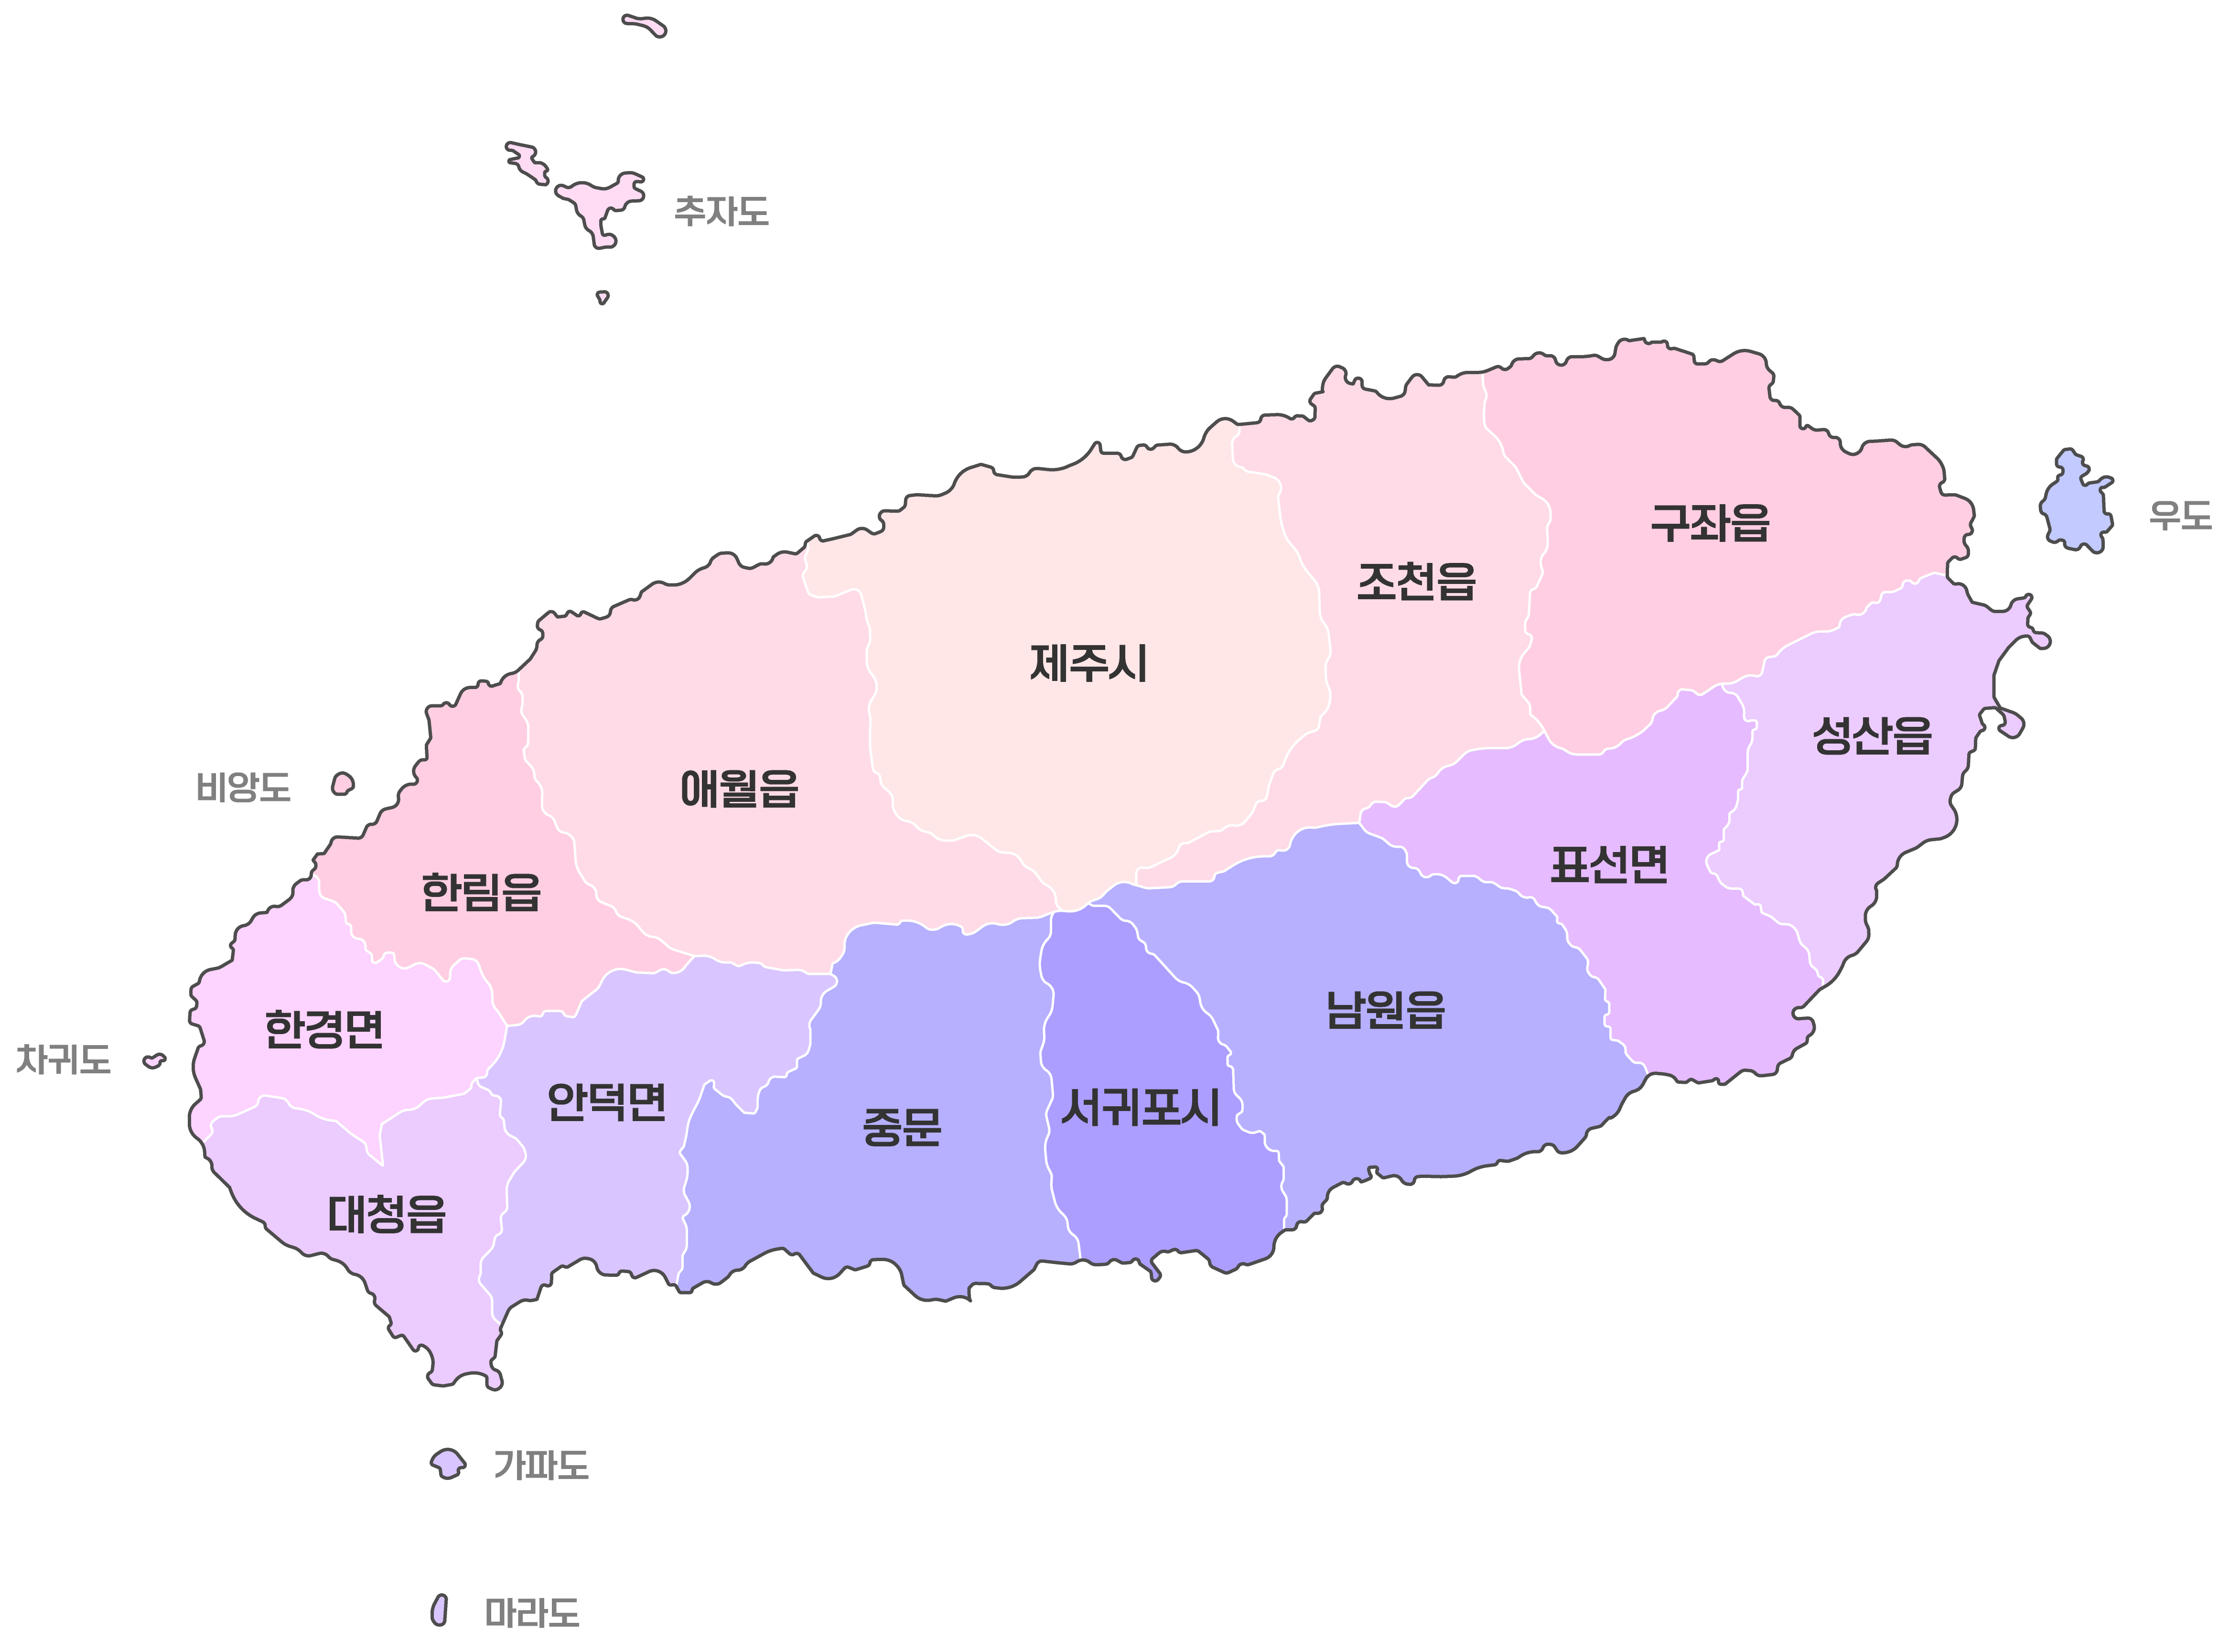 추자도
우도
구좌읍
조천읍
제주시
성산읍
애월읍
비양도
표선면
한림읍
남원읍
한경면
차귀도
안덕면
서귀포시
중문
대정읍
가파도
마라도